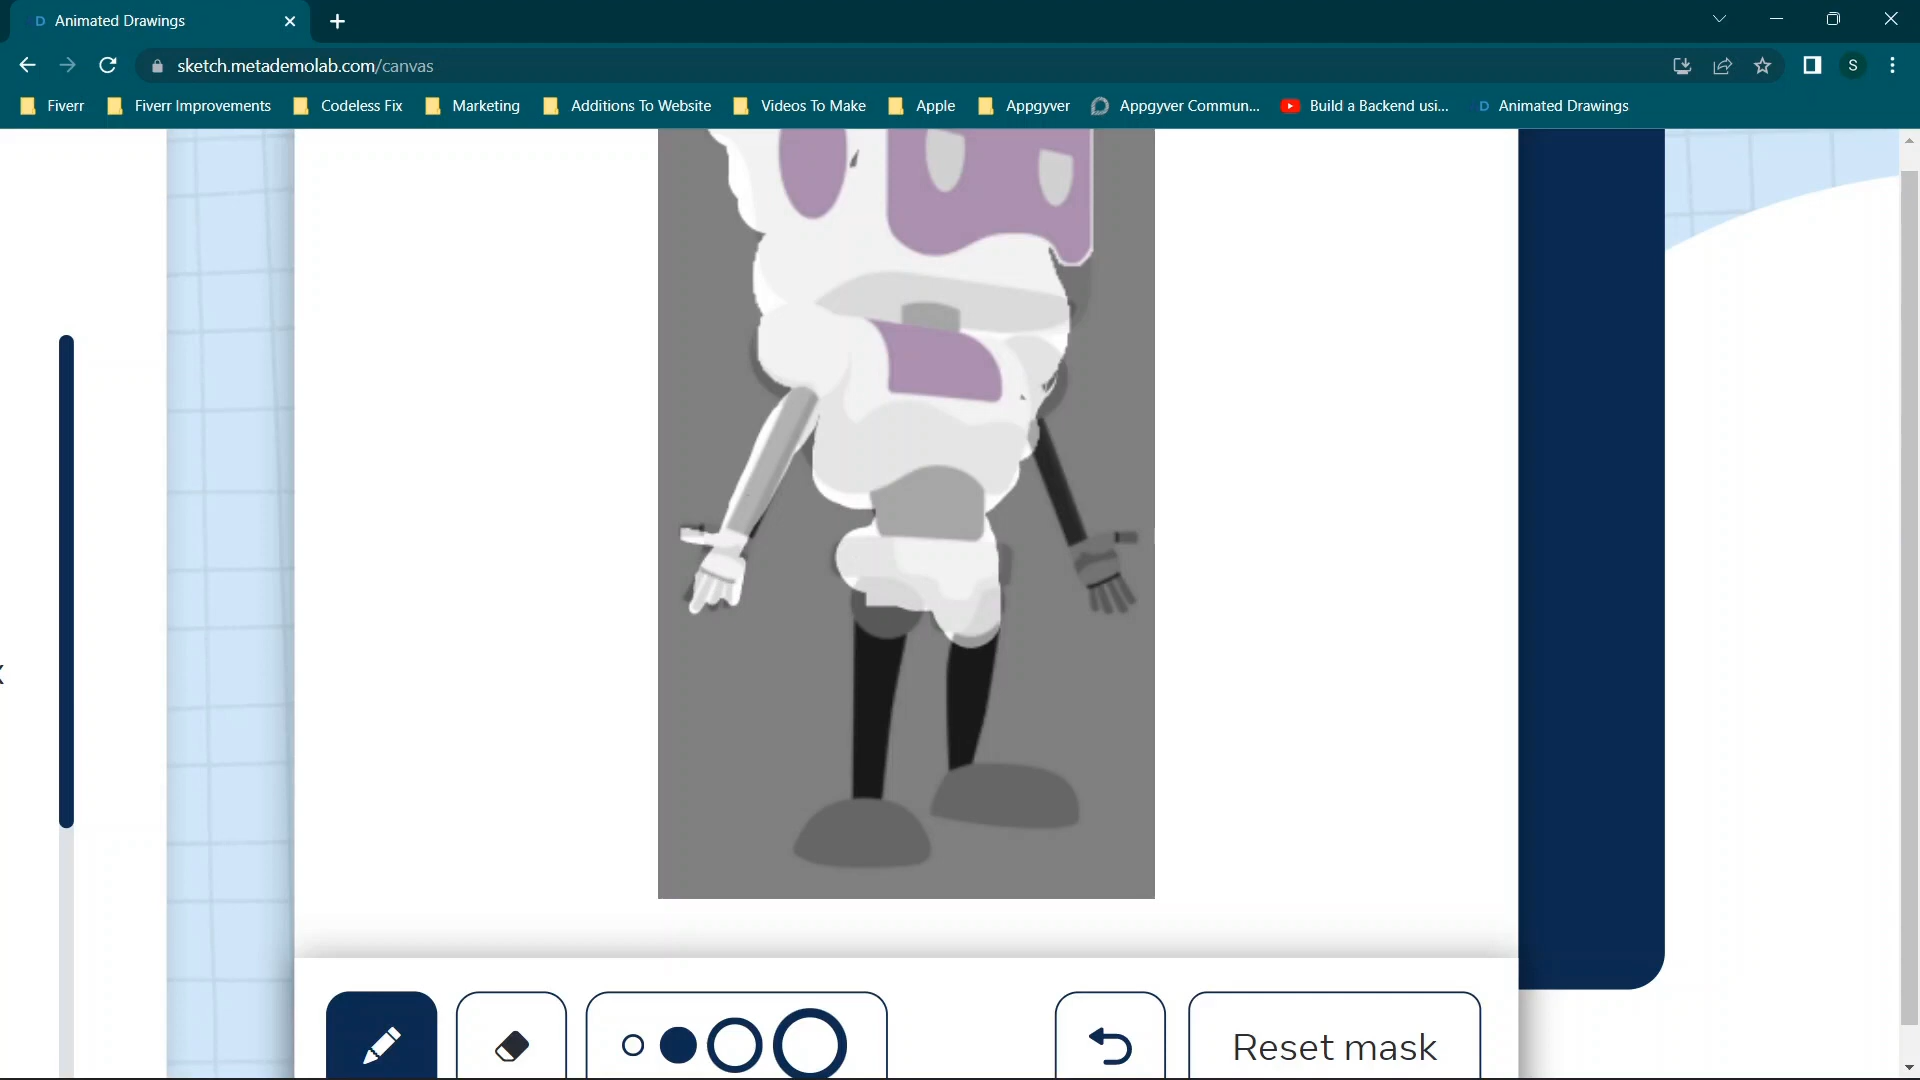 D Animated Drawings
sketch.metademolab.com/canvas
S
Fiverr
Fiverr Improvements
Codeless Fix
Marketing
Additions To Website
Videos To Make
Apple
Appgyver
Appgyver Commun...
Build a Backend usi...
D Animated Drawings
Reset mask